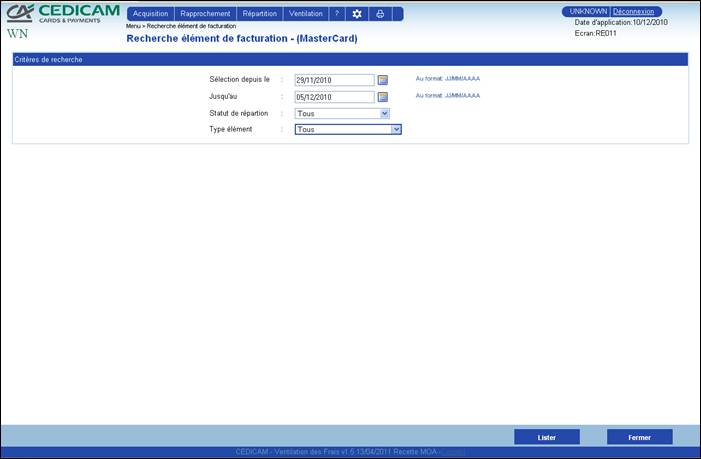 CEDICAM
CARDS & PAYMENTS
WN
Acquisition Rapprochement Répartition Ventilation ?
Menu > Recherche élément de facturation
Recherche élément de facturation - (MasterCard)
UNKNOWN Déconnexion
Date d'application:10/12/2010
Ecran:RE011
Critères de recherche
Sélection depuis le : 29/11/2010 Au format: JJ/MM/AAAA
Jusqu'au : 05/12/2010 Au format: JJ/MM/AAAA
Statut de répartion : Tous
Type élément : Tous
Lister Fermer
CEDICAM - Ventilation des Frais v1.6 13/04/2011 Recette MOA -